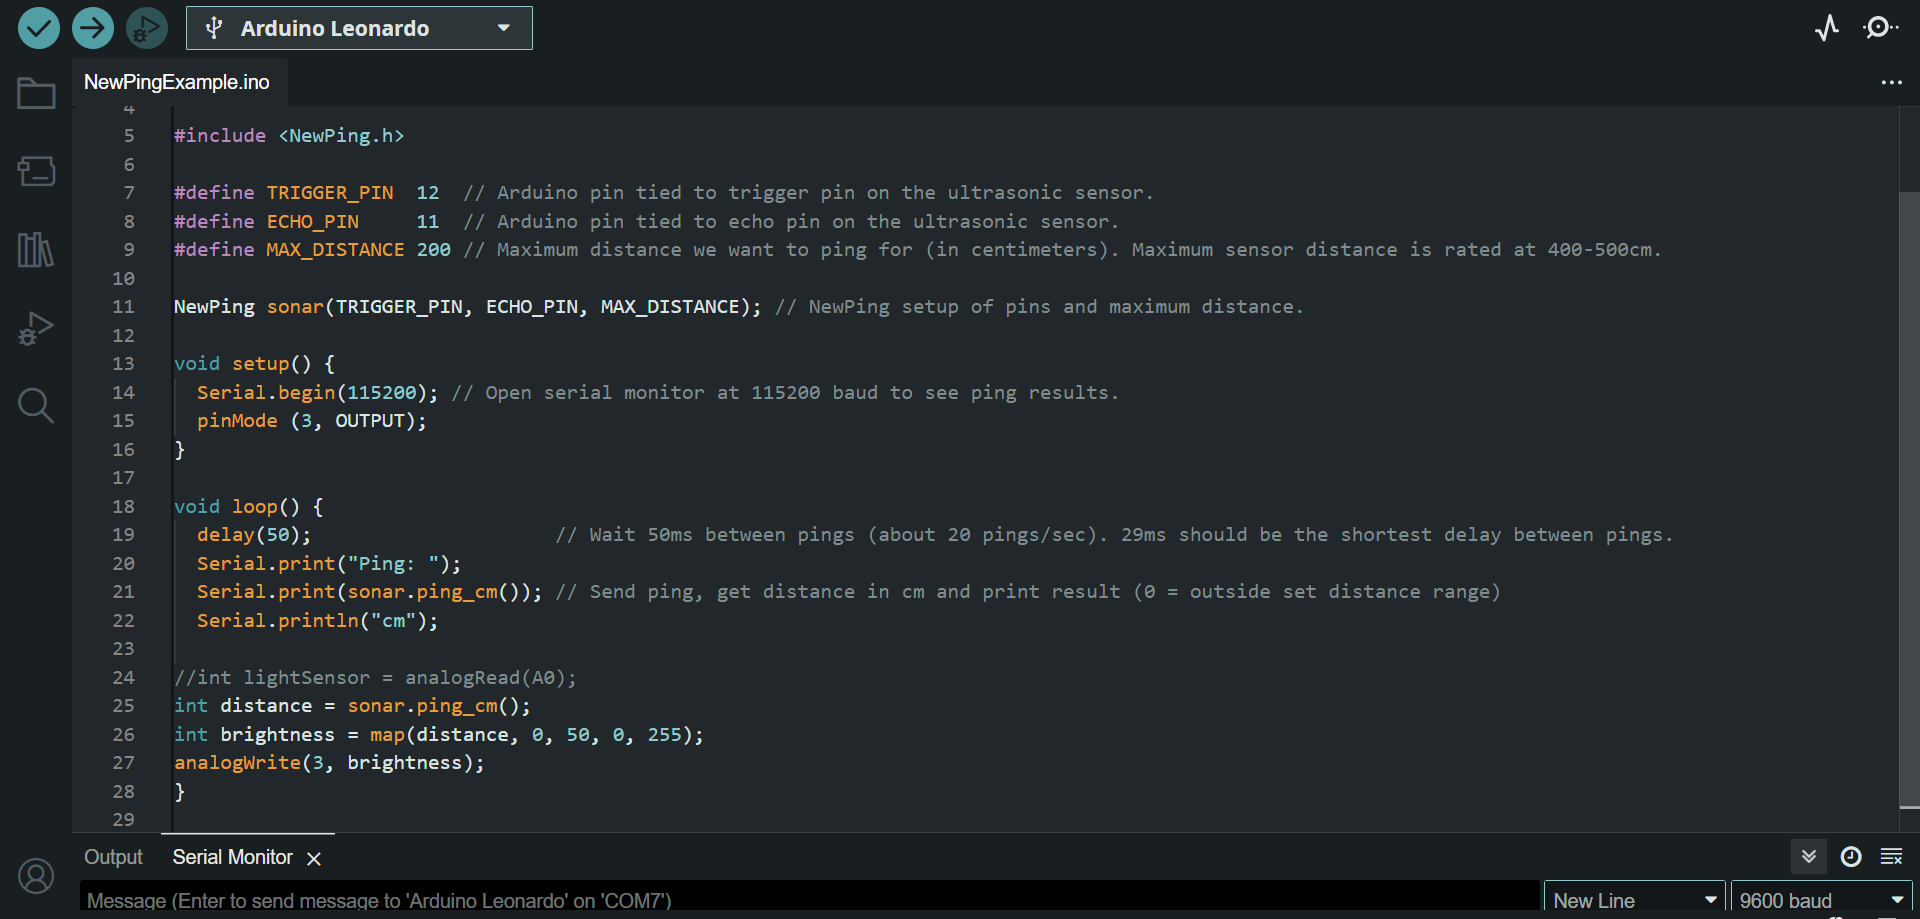 Arduino Leonardo
NewPingExample.ino
4
5 #include <NewPing.h>
6
7 #define TRIGGER_PIN  12  // Arduino pin tied to trigger pin on the ultrasonic sensor.
8 #define ECHO_PIN     11  // Arduino pin tied to echo pin on the ultrasonic sensor.
9 #define MAX_DISTANCE 200 // Maximum distance we want to ping for (in centimeters). Maximum sensor distance is rated at 400-500cm.
10
11 NewPing sonar(TRIGGER_PIN, ECHO_PIN, MAX_DISTANCE); // NewPing setup of pins and maximum distance.
12
13 void setup() {
14   Serial.begin(115200); // Open serial monitor at 115200 baud to see ping results.
15   pinMode (3, OUTPUT);
16 }
17
18 void loop() {
19   delay(50);                     // Wait 50ms between pings (about 20 pings/sec). 29ms should be the shortest delay between pings.
20   Serial.print("Ping: ");
21   Serial.print(sonar.ping_cm()); // Send ping, get distance in cm and print result (0 = outside set distance range)
22   Serial.println("cm");
23
24 //int lightSensor = analogRead(A0);
25 int distance = sonar.ping_cm();
26 int brightness = map(distance, 0, 50, 0, 255);
27 analogWrite(3, brightness);
28 }
29
Output Serial Monitor
Message (Enter to send message to 'Arduino Leonardo' on 'COM7') New Line 9600 baud